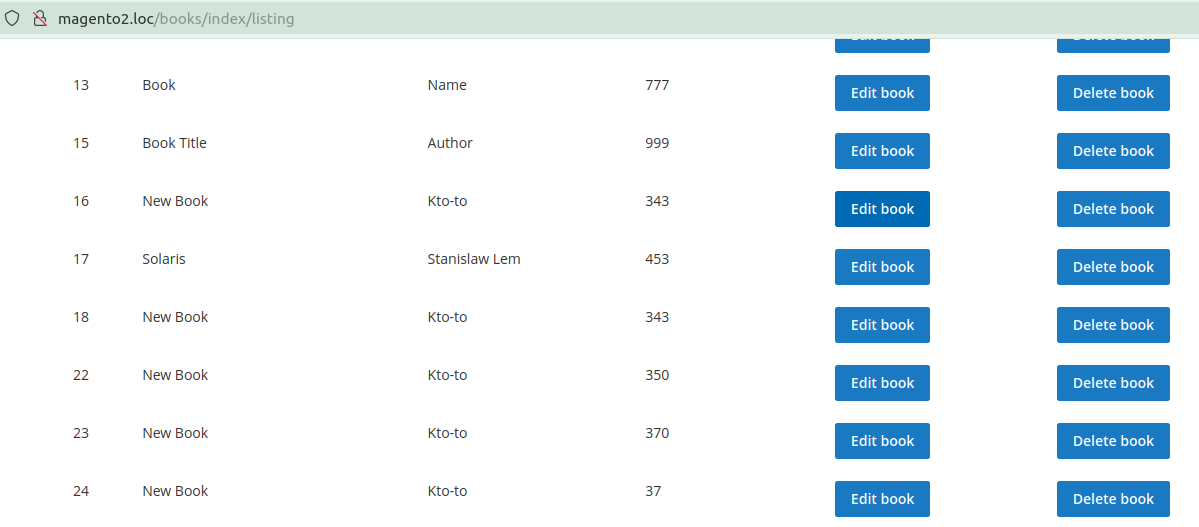 magento2.loc/books/index/listing
Edit book Delete book
13 Book Name 777 Edit book Delete book
15 Book Title Author 999 Edit book Delete book
16 New Book Kto-to 343 Edit book Delete book
17 Solaris Stanislaw Lem 453 Edit book Delete book
18 New Book Kto-to 343 Edit book Delete book
22 New Book Kto-to 350 Edit book Delete book
23 New Book Kto-to 370 Edit book Delete book
24 New Book Kto-to 37 Edit book Delete book